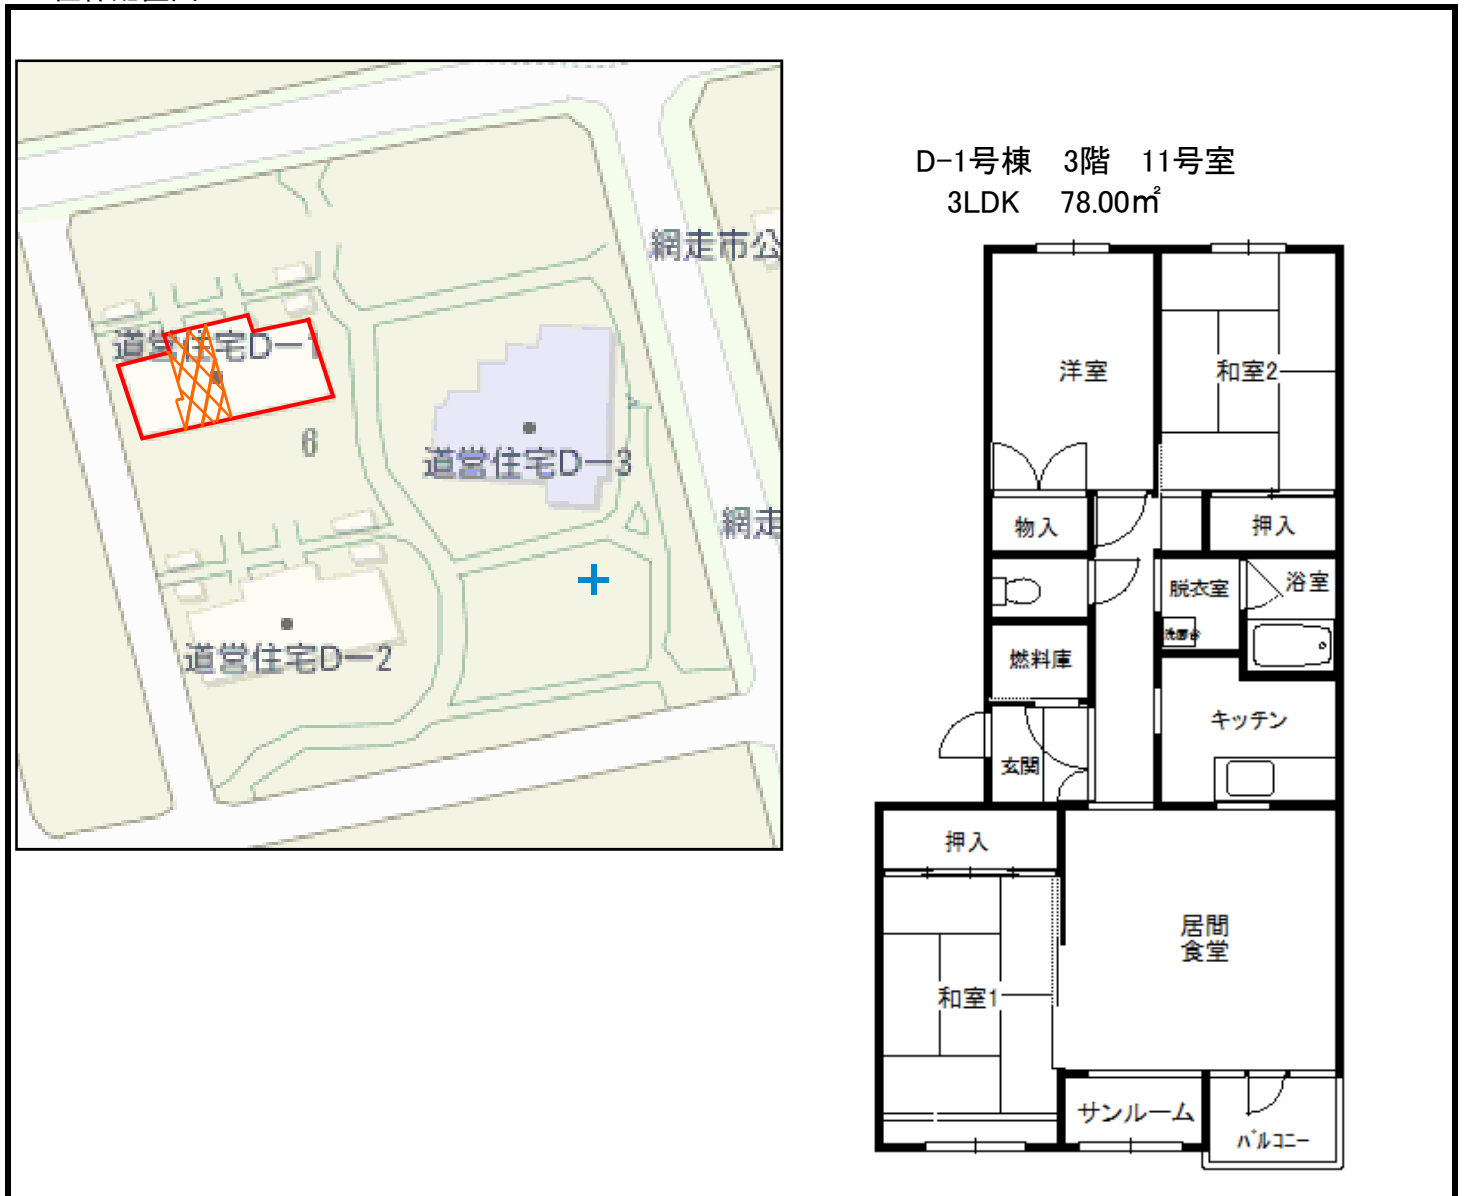 D-1号棟　3階　11号室
3LDK　78.00㎡
網走市公
道営住宅D－1
6
道営住宅D－3
網走
道営住宅D－2
洋室
和室2
物入
押入
脱衣室
浴室
洗面台
燃料庫
キッチン
玄関
押入
居間
食堂
和室1
サンルーム
バルコニー